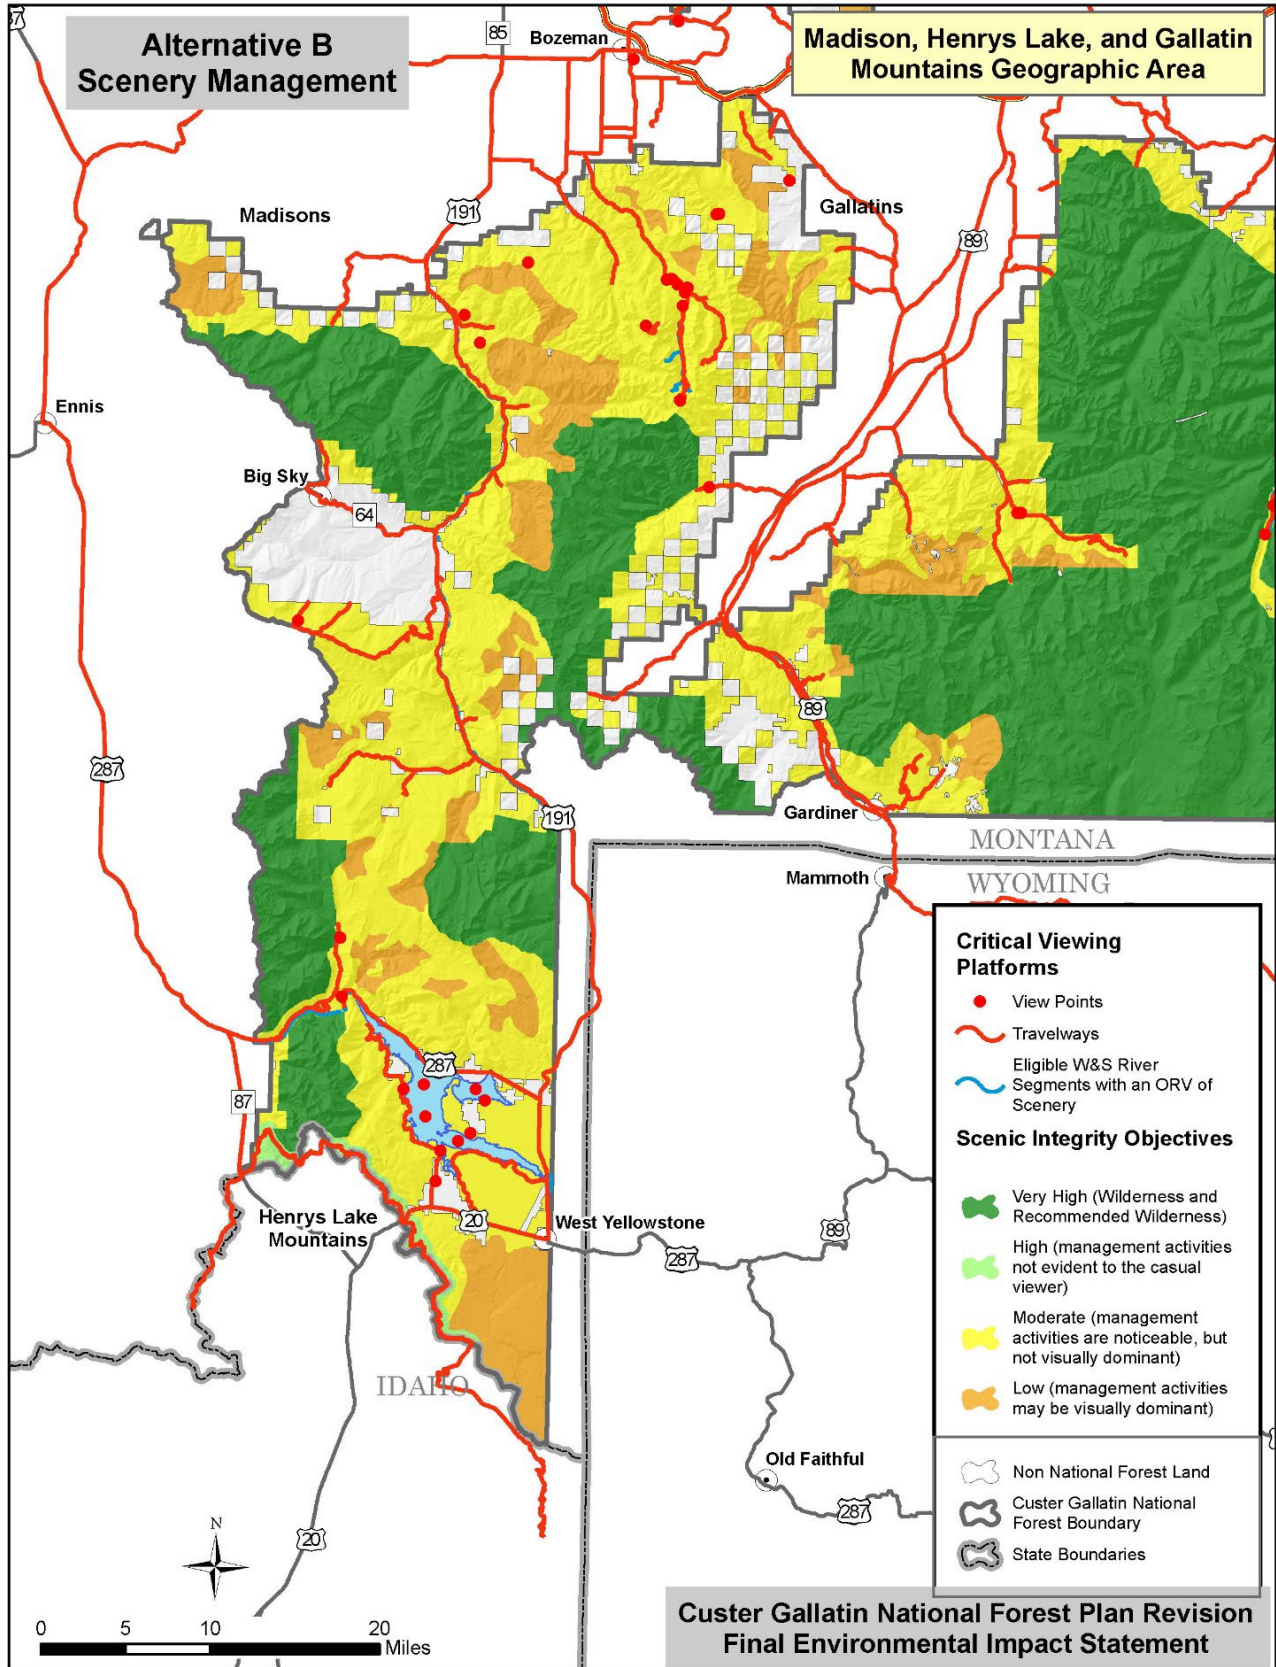 Alternative B
Scenery Management
Madison, Henrys Lake, and Gallatin
Mountains Geographic Area
85
Bozeman
Madisons
191
Gallatins
89
Ennis
Big Sky
64
287
89
191
Gardiner
MONTANA
Mammoth
WYOMING
287
87
Henrys Lake
Mountains
20
West Yellowstone
287
89
IDAHO
Old Faithful
287
20
Critical Viewing
Platforms
View Points
Travelways
Eligible W&S River
Segments with an ORV of
Scenery
Scenic Integrity Objectives
Very High (Wilderness and
Recommended Wilderness)
High (management activities
not evident to the casual
viewer)
Moderate (management
activities are noticeable, but
not visually dominant)
Low (management activities
may be visually dominant)
Non National Forest Land
Custer Gallatin National
Forest Boundary
State Boundaries
N
0 5 10 20
Miles
Custer Gallatin National Forest Plan Revision
Final Environmental Impact Statement